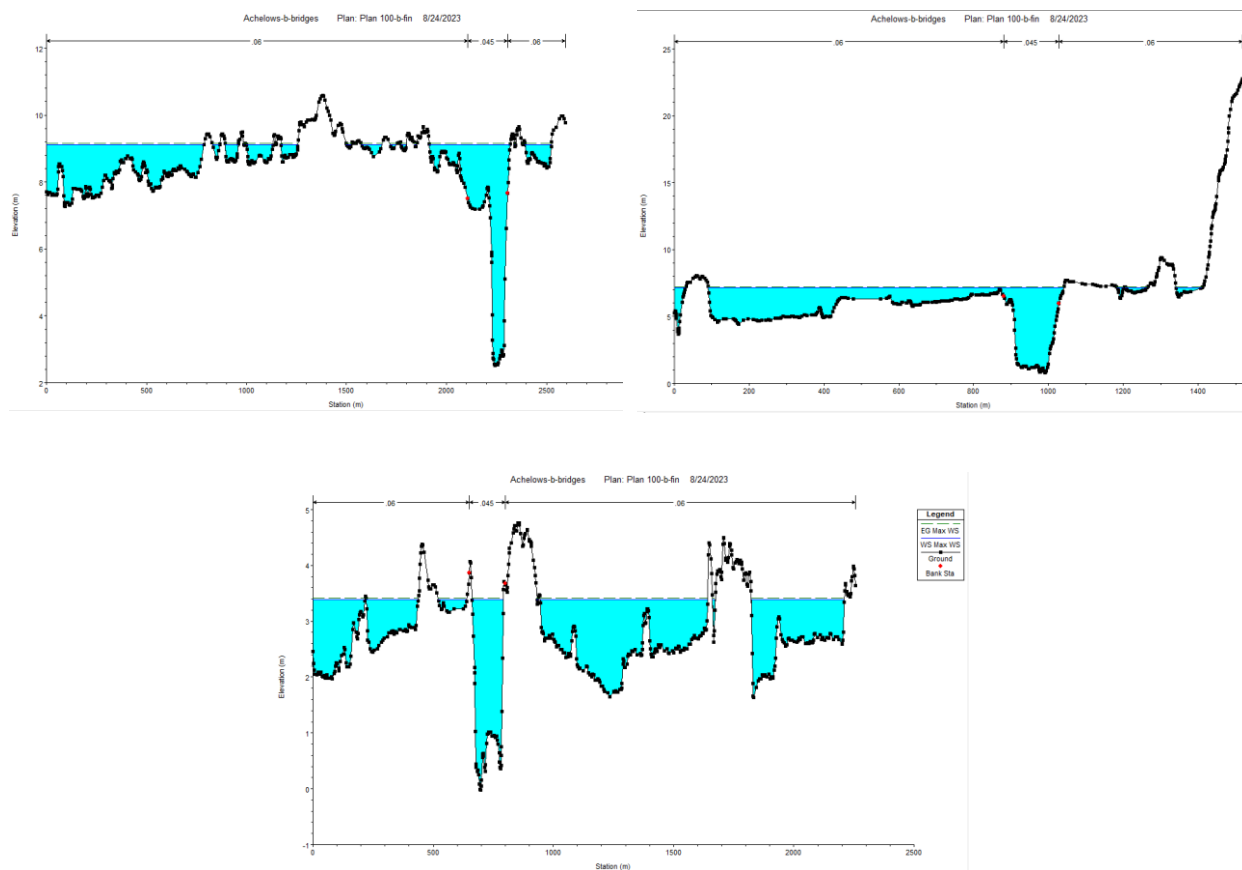 Achelows-b-bridges Plan: Plan 100-b-fin 8/24/2023
.06 .045 .06
12
10
8
6
4
2
Elevation (m)
0 500 1000 1500 2000 2500
Station (m)
Achelows-b-bridges Plan: Plan 100-b-fin 8/24/2023
.06 .045 .06
25
20
15
10
5
0
Elevation (m)
0 200 400 600 800 1000 1200 1400
Station (m)
Achelows-b-bridges Plan: Plan 100-b-fin 8/24/2023
.06 .045 .06
5
4
3
2
1
0
-1
Elevation (m)
0 500 1000 1500 2000 2500
Station (m)
Legend
EG Max WS
WS Max WS
Ground
Bank Sta